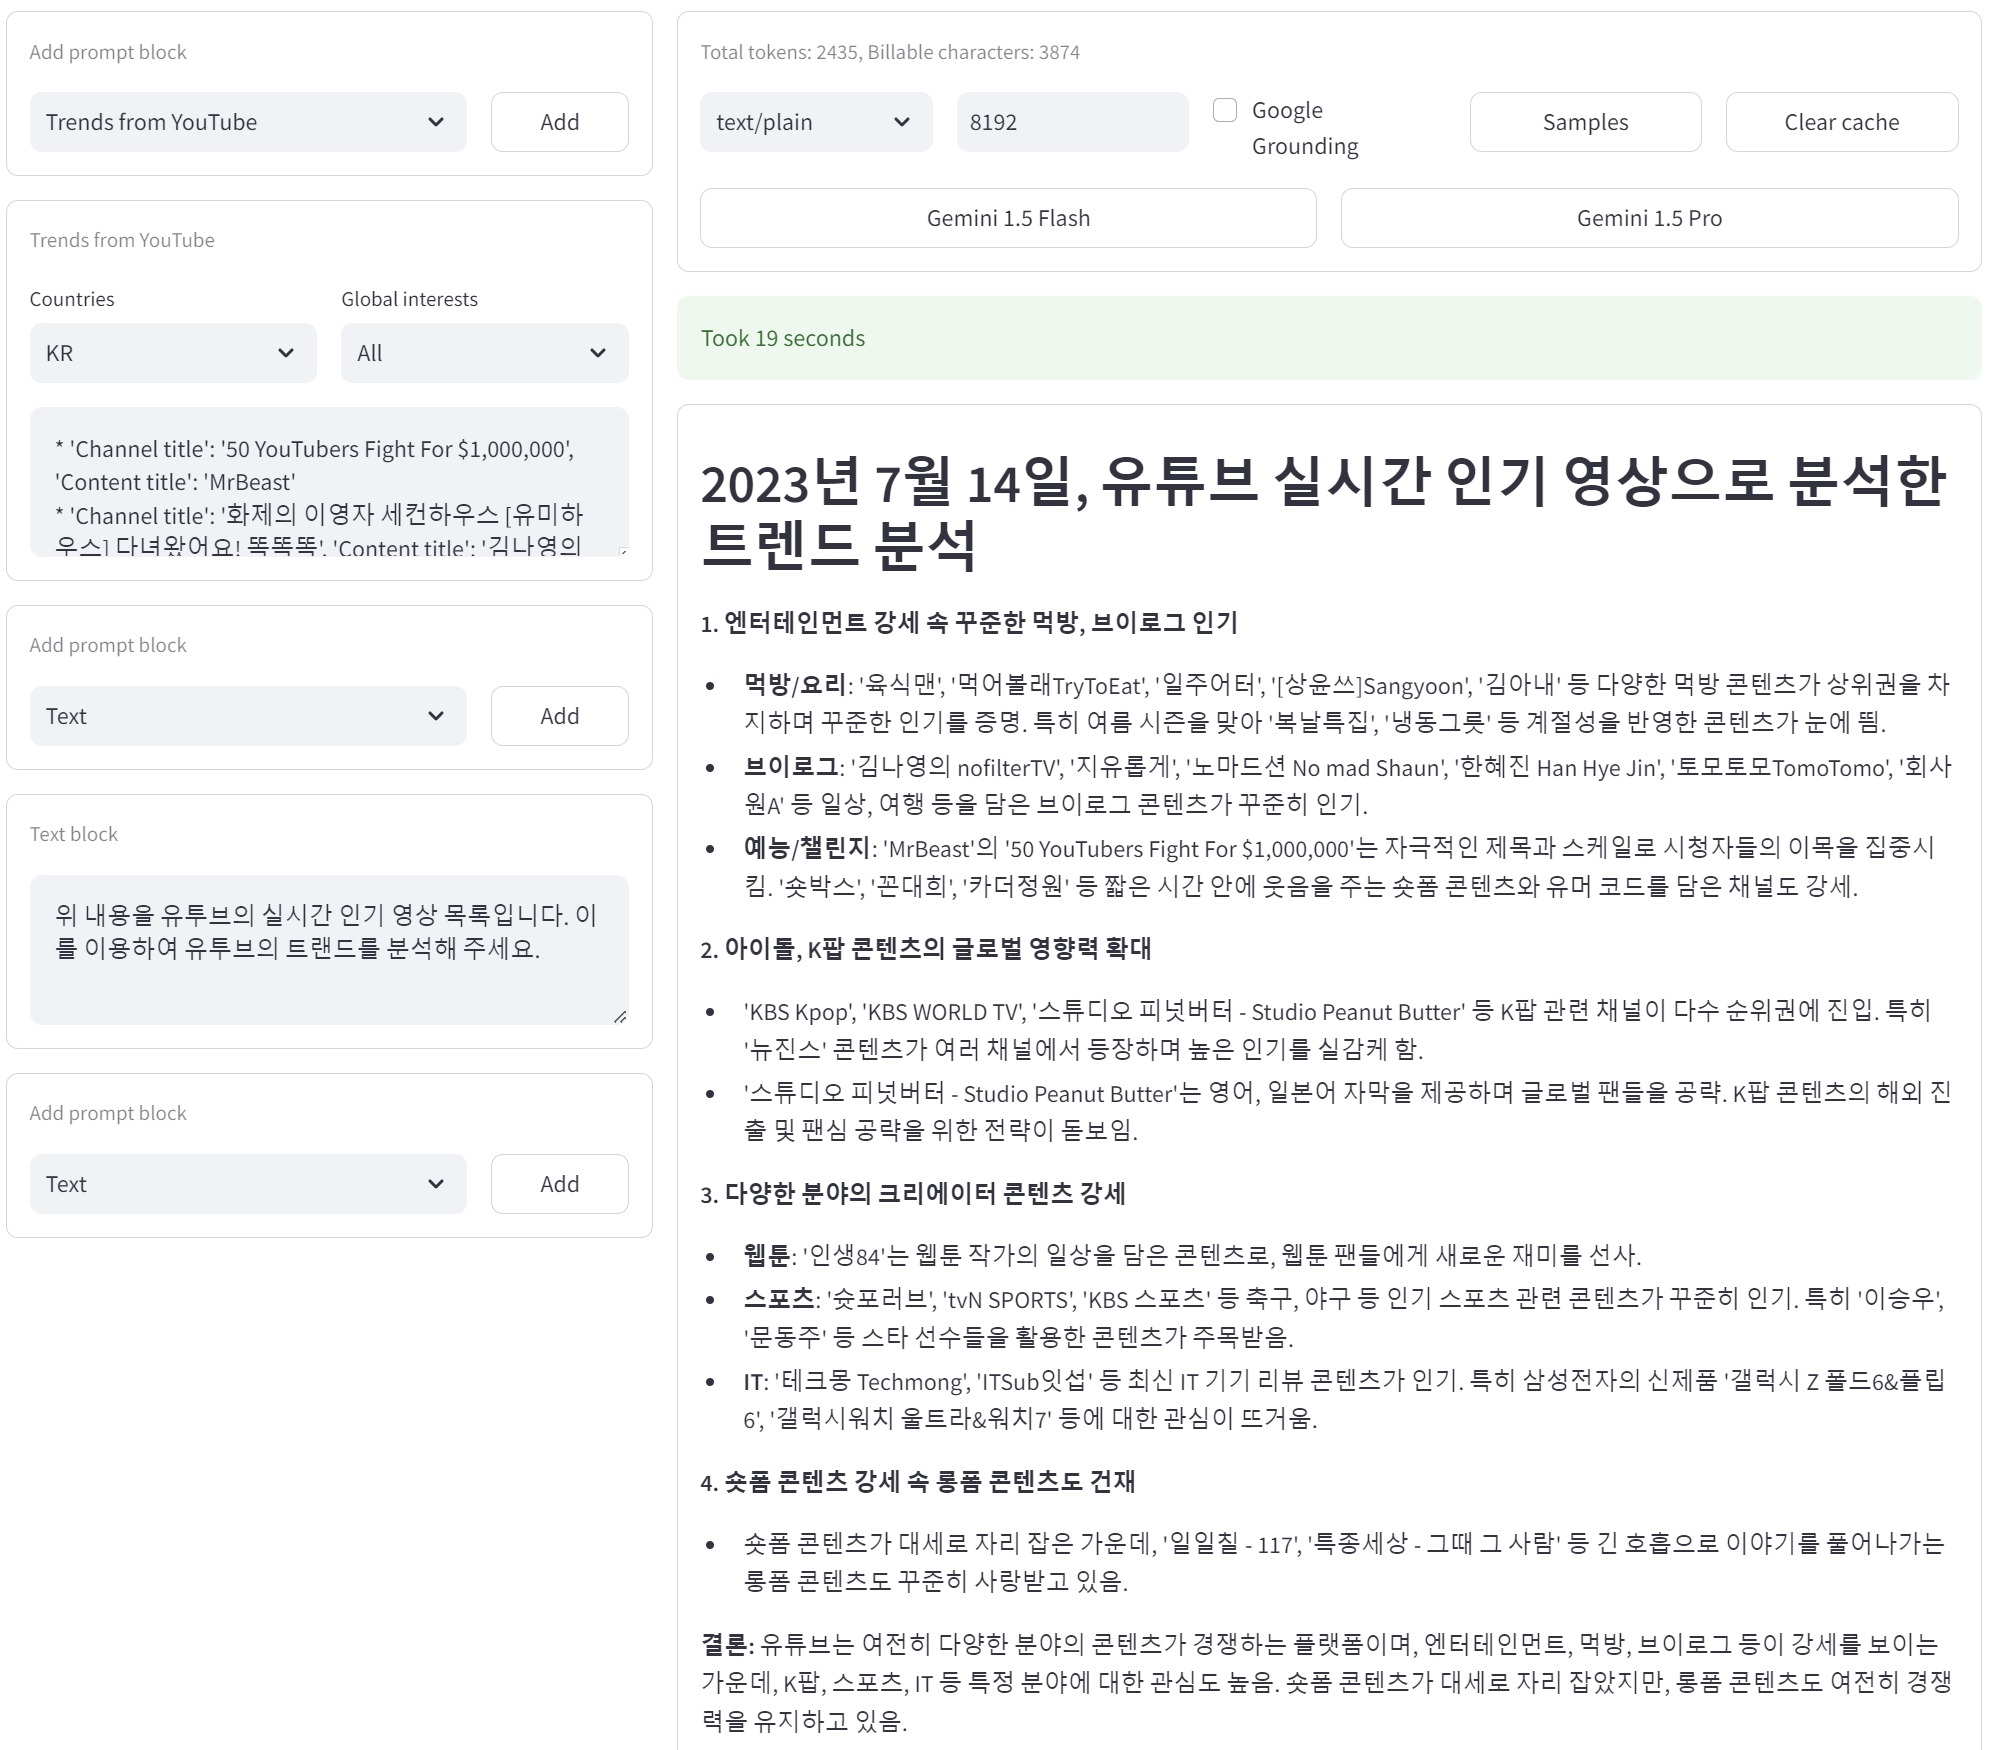 Add prompt block
Trends from YouTube
Add
Trends from YouTube
Countries
Global interests
KR
All
* 'Channel title': '50 YouTubers Fight For $1,000,000',
'Content title': 'MrBeast'
* 'Channel title': '화제의 이영자 세컨하우스 [유미하
우스] 다녀왔어요! 똑똑똑', 'Content title': '김나영의
Add prompt block
Text
Add
Text block
위 내용을 유투브의 실시간 인기 영상 목록입니다. 이
를 이용하여 유투브의 트랜드를 분석해 주세요.
Add prompt block
Text
Add
Total tokens: 2435, Billable characters: 3874
text/plain
8192
Google
Grounding
Samples
Clear cache
Gemini 1.5 Flash
Gemini 1.5 Pro
Took 19 seconds
2023년 7월 14일, 유튜브 실시간 인기 영상으로 분석한
트렌드 분석
1. 엔터테인먼트 강세 속 꾸준한 먹방, 브이로그 인기
• 먹방/요리: '육식맨', '먹어볼래TryToEat', '일주어터', '[상윤쓰]Sangyoon', '김아내' 등 다양한 먹방 콘텐츠가 상위권을 차
지하며 꾸준한 인기를 증명. 특히 여름 시즌을 맞아 '복날특집', '냉동그릇' 등 계절성을 반영한 콘텐츠가 눈에 띔.
• 브이로그: '김나영의 nofilterTV', '지유롭게', '노마드션 No mad Shaun', '한혜진 Han Hye Jin', '토모토모TomoTomo', '회사
원A' 등 일상, 여행 등을 담은 브이로그 콘텐츠가 꾸준히 인기.
• 예능/챌린지: 'MrBeast'의 '50 YouTubers Fight For $1,000,000'는 자극적인 제목과 스케일로 시청자들의 이목을 집중시
킴. '숏박스', '꼰대희', '카더정원' 등 짧은 시간 안에 웃음을 주는 숏폼 콘텐츠와 유머 코드를 담은 채널도 강세.
2. 아이돌, K팝 콘텐츠의 글로벌 영향력 확대
• 'KBS Kpop', 'KBS WORLD TV', '스튜디오 피넛버터 - Studio Peanut Butter' 등 K팝 관련 채널이 다수 순위권에 진입. 특히
'뉴진스' 콘텐츠가 여러 채널에서 등장하며 높은 인기를 실감케 함.
• '스튜디오 피넛버터 - Studio Peanut Butter'는 영어, 일본어 자막을 제공하며 글로벌 팬들을 공략. K팝 콘텐츠의 해외 진
출 및 팬심 공략을 위한 전략이 돋보임.
3. 다양한 분야의 크리에이터 콘텐츠 강세
• 웹툰: '인생84'는 웹툰 작가의 일상을 담은 콘텐츠로, 웹툰 팬들에게 새로운 재미를 선사.
• 스포츠: '슛포러브', 'tvN SPORTS', 'KBS 스포츠' 등 축구, 야구 등 인기 스포츠 관련 콘텐츠가 꾸준히 인기. 특히 '이승우',
'문동주' 등 스타 선수들을 활용한 콘텐츠가 주목받음.
• IT: '테크몽 Techmong', 'ITSub잇섭' 등 최신 IT 기기 리뷰 콘텐츠가 인기. 특히 삼성전자의 신제품 '갤럭시 Z 폴드6&플립
6', '갤럭시워치 울트라&워치7' 등에 대한 관심이 뜨거움.
4. 숏폼 콘텐츠 강세 속 롱폼 콘텐츠도 건재
• 숏폼 콘텐츠가 대세로 자리 잡은 가운데, '일일칠 - 117', '특종세상 - 그때 그 사람' 등 긴 호흡으로 이야기를 풀어나가는
롱폼 콘텐츠도 꾸준히 사랑받고 있음.
결론: 유튜브는 여전히 다양한 분야의 콘텐츠가 경쟁하는 플랫폼이며, 엔터테인먼트, 먹방, 브이로그 등이 강세를 보이는
가운데, K팝, 스포츠, IT 등 특정 분야에 대한 관심도 높음. 숏폼 콘텐츠가 대세로 자리 잡았지만, 롱폼 콘텐츠도 여전히 경쟁
력을 유지하고 있음.